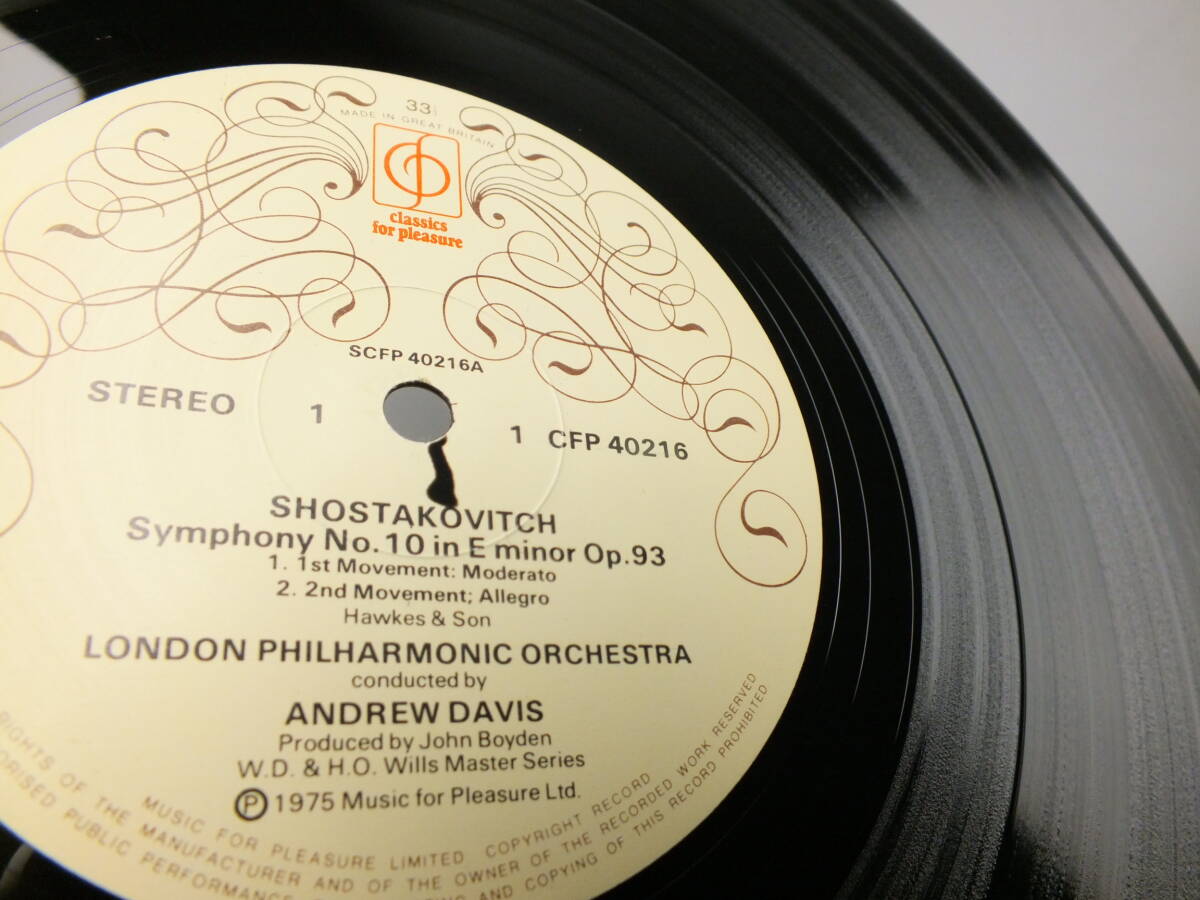 33⅓
MADE IN GREAT BRITAIN
classics
for pleasure
SCFP 40216A
STEREO 1 1 CFP 40216
SHOSTAKOVITCH
Symphony No.10 in E minor Op.93
1. 1st Movement: Moderato
2. 2nd Movement; Allegro
Hawkes & Son
LONDON PHILHARMONIC ORCHESTRA
conducted by
ANDREW DAVIS
Produced by John Boyden
W.D. & H.O. Wills Master Series
Ⓟ 1975 Music for Pleasure Ltd.
MUSIC FOR PLEASURE LIMITED COPYRIGHT RECORD
RIGHTS OF THE MANUFACTURER AND OF THE OWNER OF THE RECORDED WORK RESERVED
PUBLIC PERFORMANCE AND COPYING OF THIS RECORD PROHIBITED